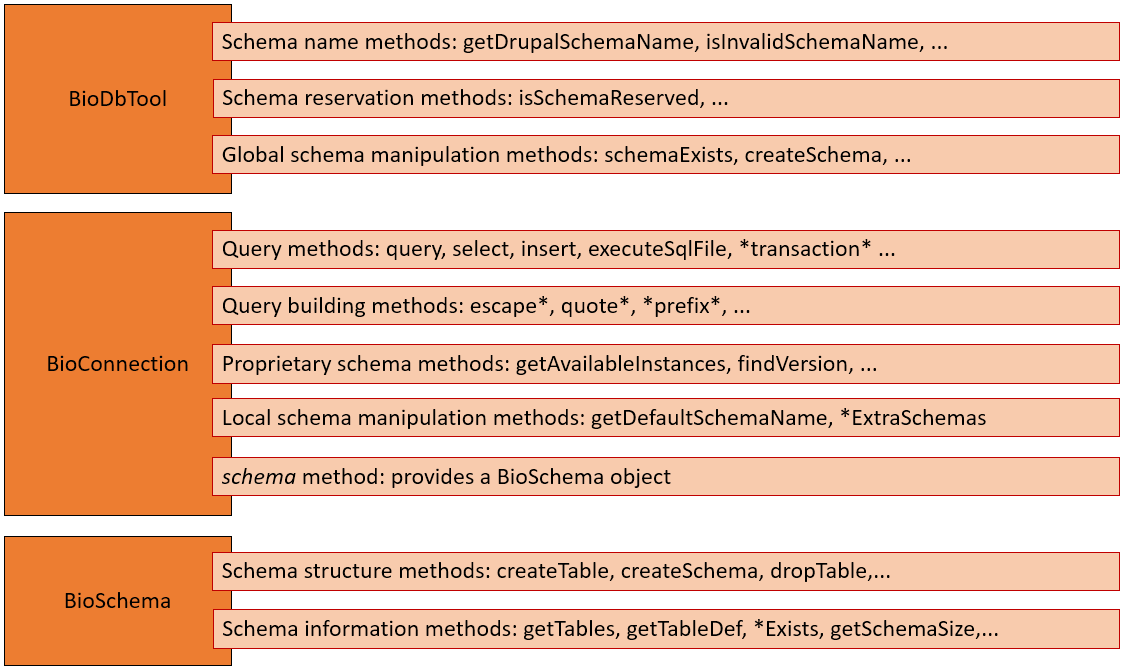 BioDbTool
Schema name methods: getDrupalSchemaName, isInvalidSchemaName, ...
Schema reservation methods: isSchemaReserved, ...
Global schema manipulation methods: schemaExists, createSchema, ...
BioConnection
Query methods: query, select, insert, executeSqlFile, *transaction* ...
Query building methods: escape*, quote*, *prefix*, ...
Proprietary schema methods: getAvailableInstances, findVersion, ...
Local schema manipulation methods: getDefaultSchemaName, *ExtraSchemas
schema method: provides a BioSchema object
BioSchema
Schema structure methods: createTable, createSchema, dropTable,...
Schema information methods: getTables, getTableDef, *Exists, getSchemaSize,...